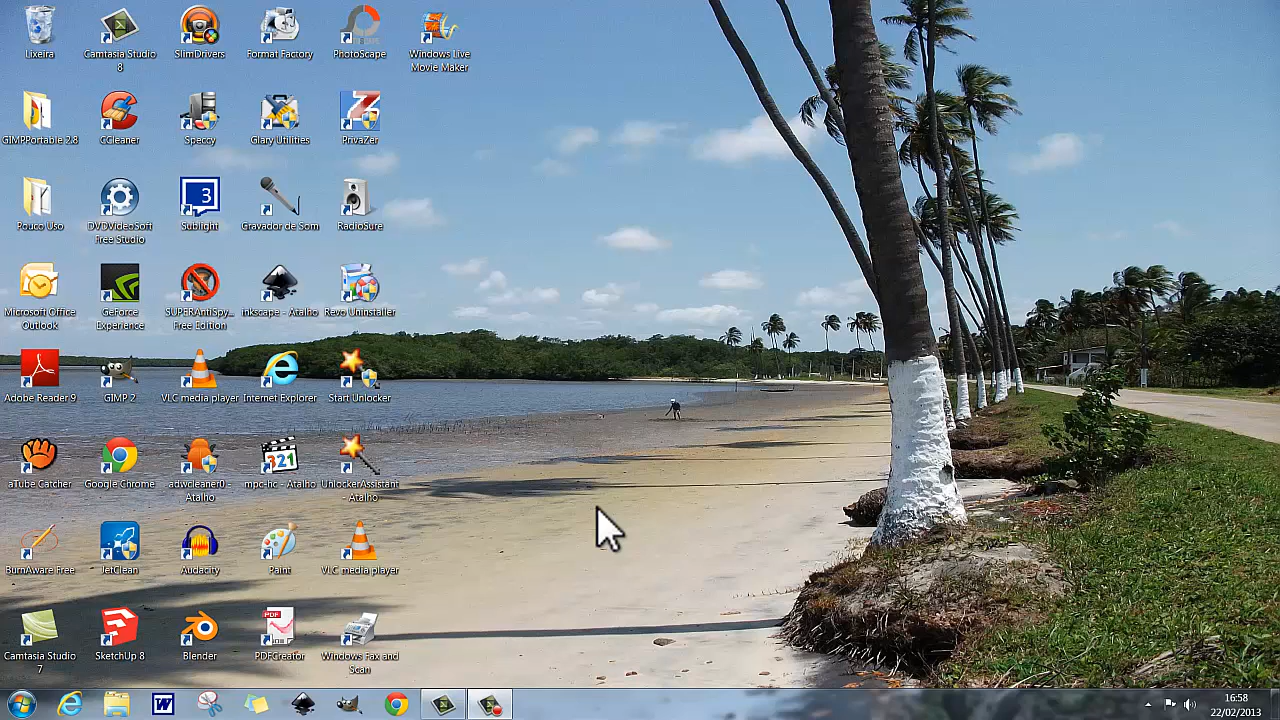 Lixeira
Camtasia Studio
8
SlimDrivers
Format Factory
PhotoScape
Windows Live
Movie Maker
GIMPPortable 2.8
CCleaner
Speccy
Glary Utilities
PrivaZer
Pouco Uso
DVDVideoSoft
Free Studio
3
Sublight
Gravador de Som
RadioSure
Microsoft Office
Outlook
GeForce
Experience
SUPERAntiSpy...
Free Edition
inkscape - Atalho
Revo Uninstaller
Adobe Reader 9
GIMP 2
VLC media player
Internet Explorer
Start Unlocker
321
aTube Catcher
Google Chrome
adwcleaner0 -
Atalho
mpc-hc - Atalho
UnlockerAssistant
- Atalho
BurnAware Free
JetClean
Audacity
Paint
VLC media player
PDF
Camtasia Studio
7
SketchUp 8
Blender
PDFCreator
Windows Fax and
Scan
W
16:58
22/02/2013